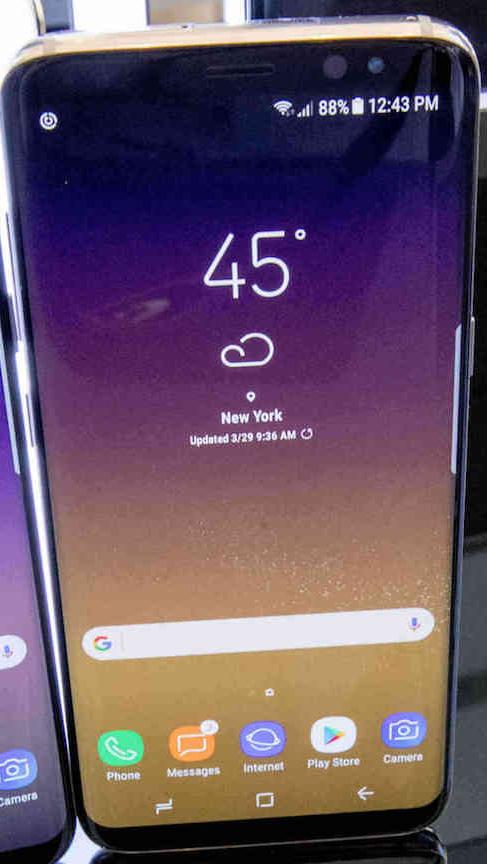 88% 12:43 PM
45°
New York
Updated 3/29 9:36 AM
G
Phone Messages Internet Play Store Camera
Camera